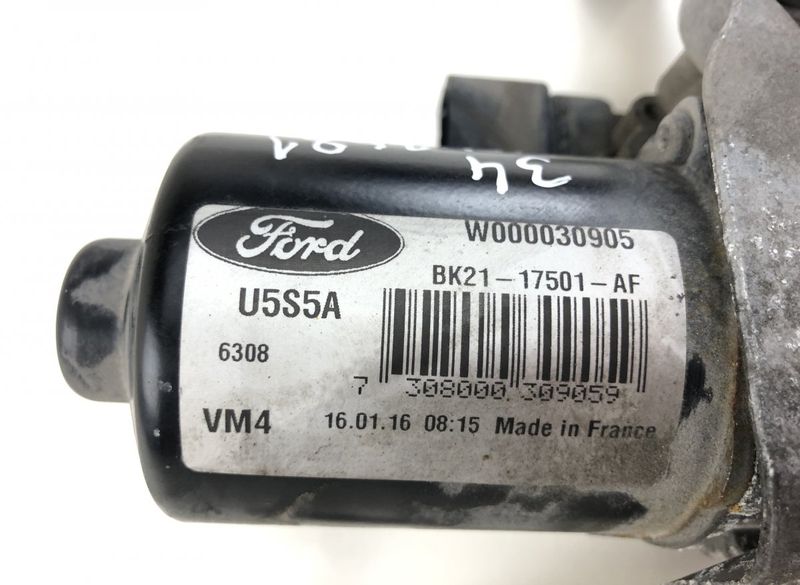 34
Ford
W000030905
BK21-17501-AF
U5S5A
6308
7 308000 309059
VM4
16.01.16 08:15 Made in France